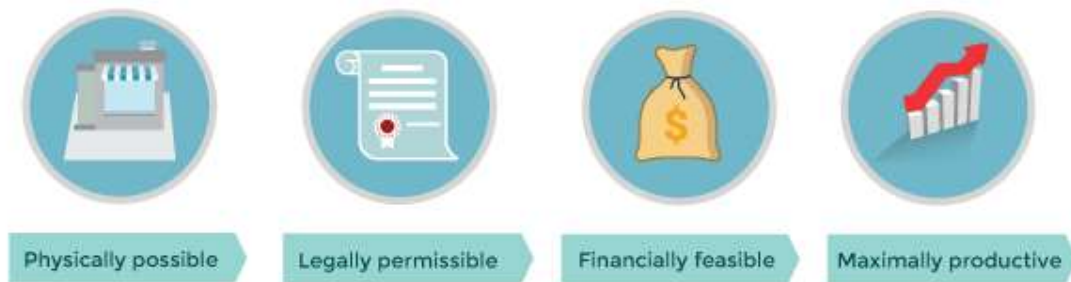 $
Physically possible
Legally permissible
Financially feasible
Maximally productive